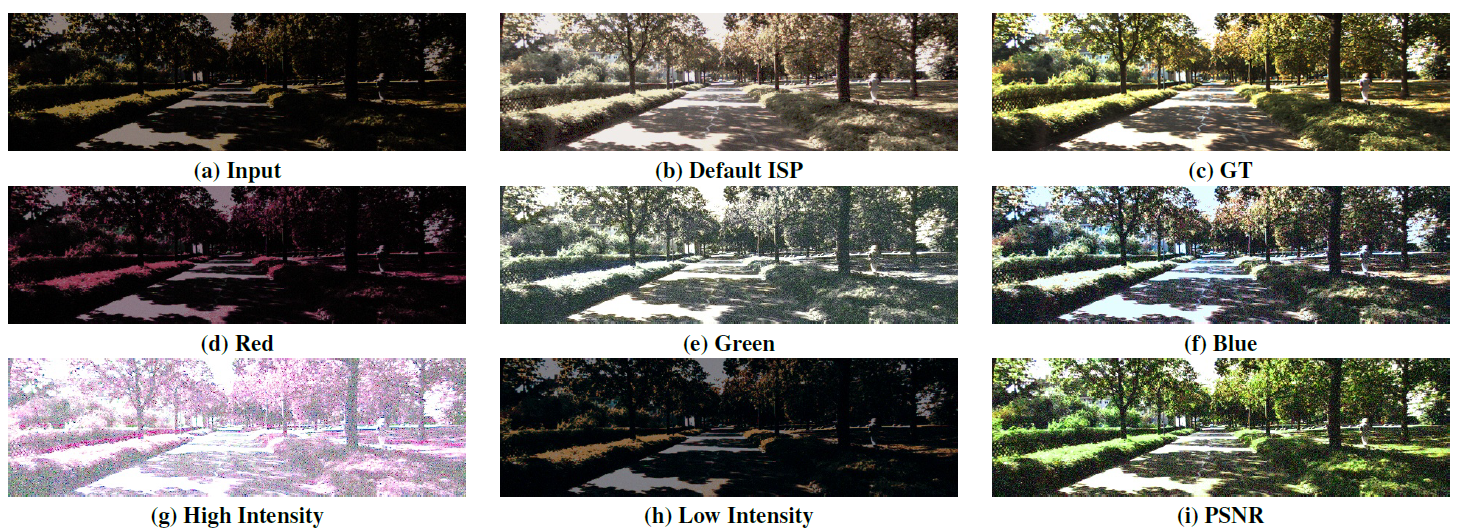 (a) Input
(b) Default ISP
(c) GT
(d) Red
(e) Green
(f) Blue
(g) High Intensity
(h) Low Intensity
(i) PSNR